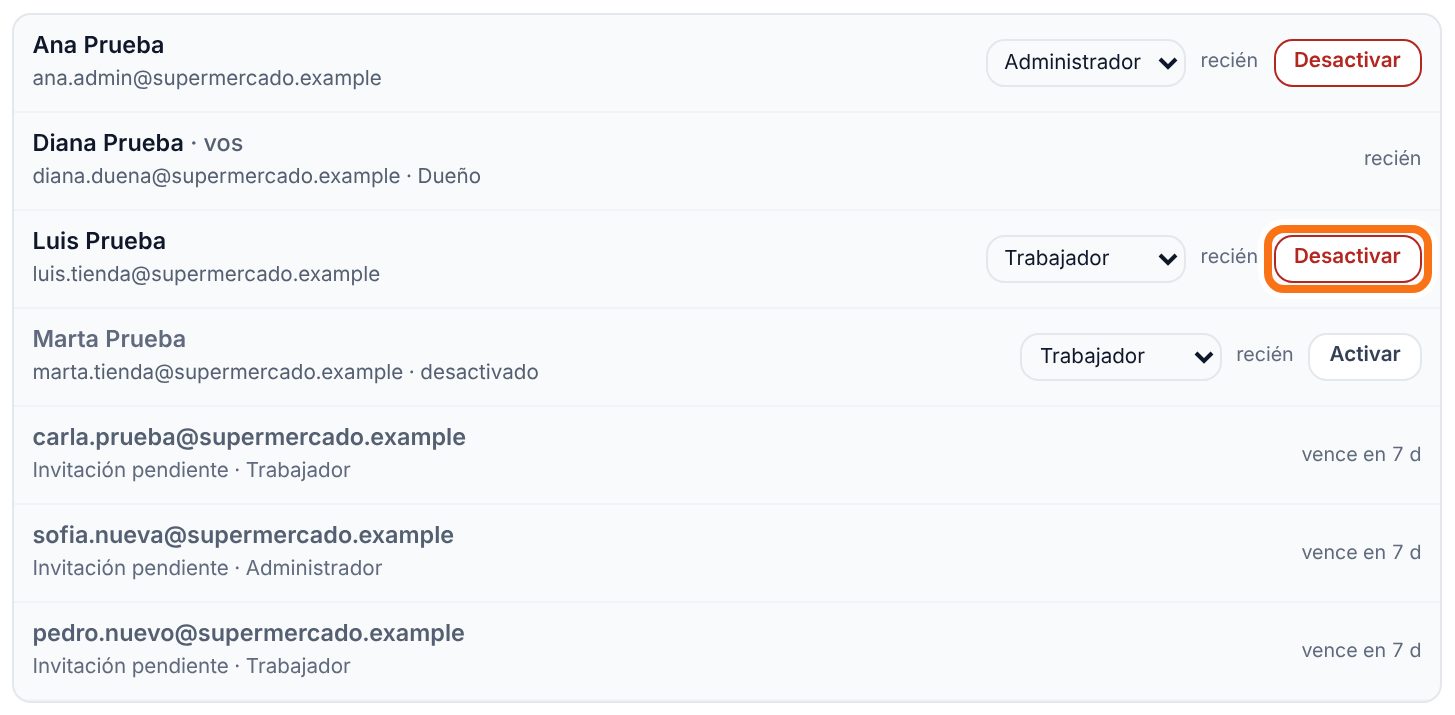 Ana Prueba
ana.admin@supermercado.example
Administrador recién Desactivar
Diana Prueba · vos
diana.duena@supermercado.example · Dueño
recién
Luis Prueba
luis.tienda@supermercado.example
Trabajador recién Desactivar
Marta Prueba
marta.tienda@supermercado.example · desactivado
Trabajador recién Activar
carla.prueba@supermercado.example
Invitación pendiente · Trabajador
vence en 7 d
sofia.nueva@supermercado.example
Invitación pendiente · Administrador
vence en 7 d
pedro.nuevo@supermercado.example
Invitación pendiente · Trabajador
vence en 7 d